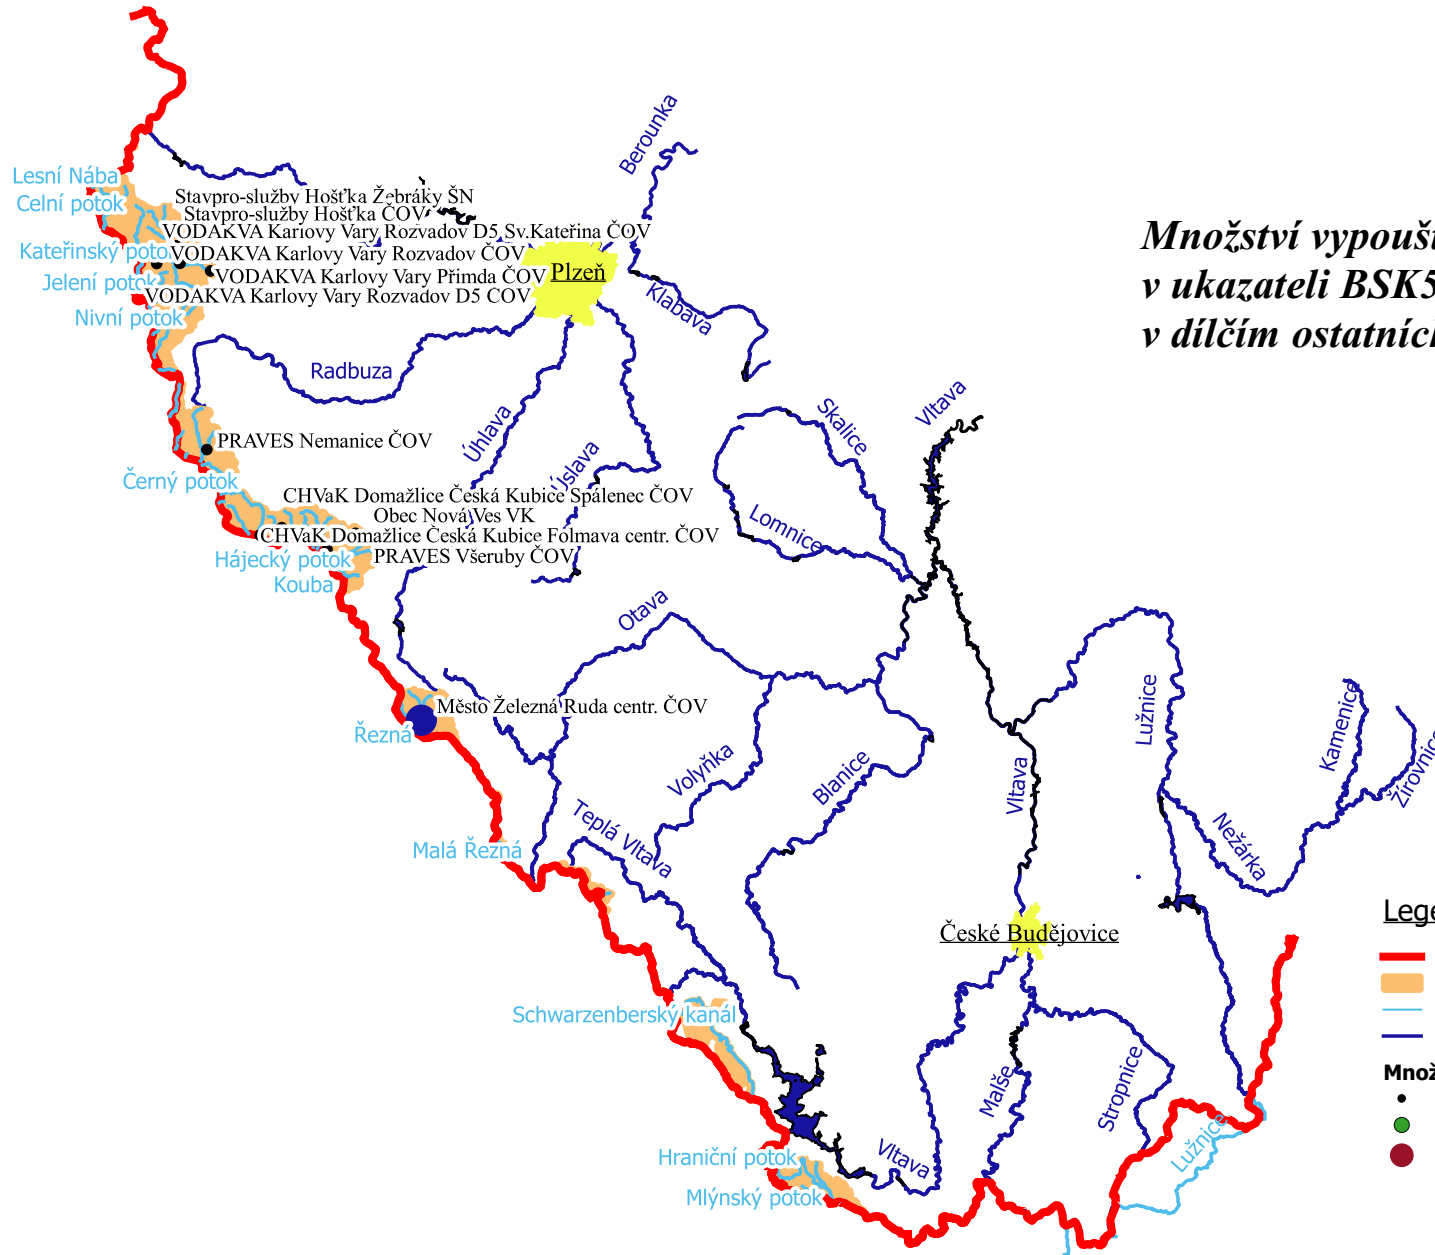 Berounka
Lesní Nába
Celní potok
Stavpro-služby Hošťka Žebráky ŠN
Stavpro-služby Hošťka ČOV
VODAKVA Karlovy Vary Rozvadov D5 Sv.Kateřina ČOV
Kateřinský potok
VODAKVA Karlovy Vary Rozvadov ČOV
Jelení potok
VODAKVA Karlovy Vary Přimda ČOV
Plzeň
VODAKVA Karlovy Vary Rozvadov D5 ČOV
Nivní potok
Klabava
Množství vypoušt
v ukazateli BSK5
v dílčím ostatních
Radbuza
Úhlava
Úslava
Skalice
Vltava
PRAVES Nemanice ČOV
Černý potok
CHVaK Domažlice Česká Kubice Spálenec ČOV
Obec Nová Ves VK
CHVaK Domažlice Česká Kubice Folmava centr. ČOV
Lomnice
Hájecký potok
PRAVES Všeruby ČOV
Kouba
Otava
Město Železná Ruda centr. ČOV
Řezná
Lužnice
Kamenice
Žírovnice
Volyňka
Blanice
Vltava
Teplá Vltava
Malá Řezná
Nežárka
České Budějovice
Lege
Schwarzenberský kanál
Množ
Malše
Stropnice
Lužnice
Hraniční potok
Vltava
Mlýnský potok